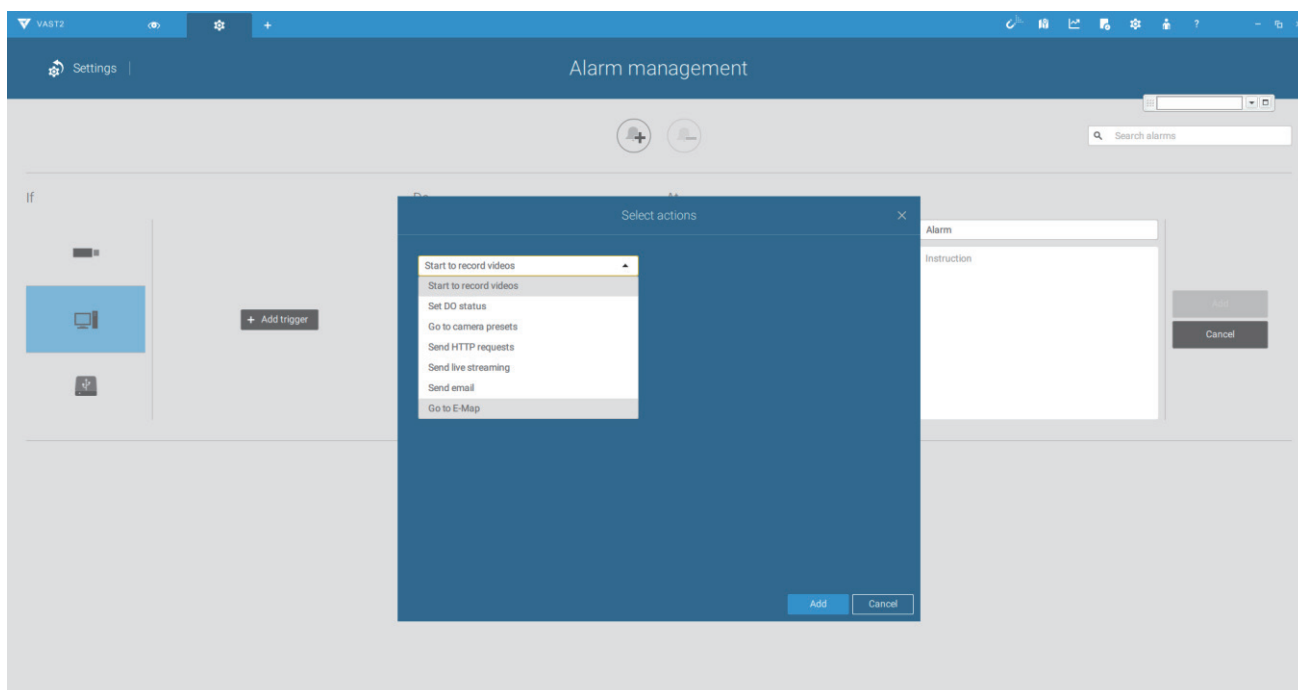 VAST2
+
?
Settings
Alarm management
Search alarms
If
Select actions
Alarm
Start to record videos
Instruction
Start to record videos
Set DO status
Add
+ Add trigger
Go to camera presets
Cancel
Send HTTP requests
Send live streaming
Send email
Go to E-Map
Add
Cancel